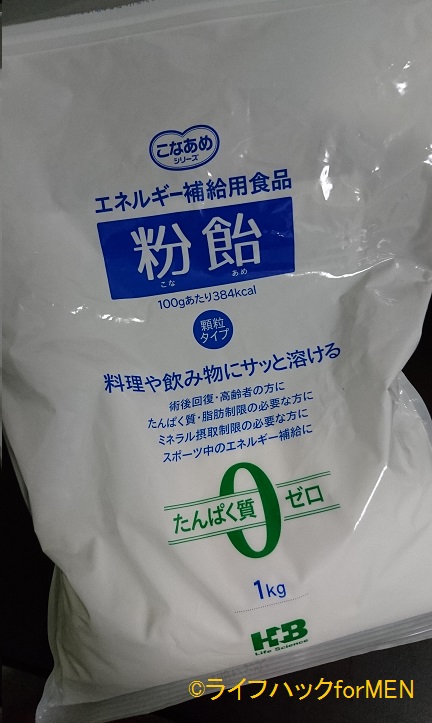 こなあめ
シリーズ
エネルギー補給用食品
粉飴
こな あめ
100gあたり384kcal
顆粒
タイプ
料理や飲み物にサッと溶ける
術後回復・高齢者の方に
たんぱく質・脂肪制限の必要な方に
ミネラル摂取制限の必要な方に
スポーツ中のエネルギー補給に
たんぱく質 0 ゼロ
1kg
H+B
Life Science
©ライフハックforMEN